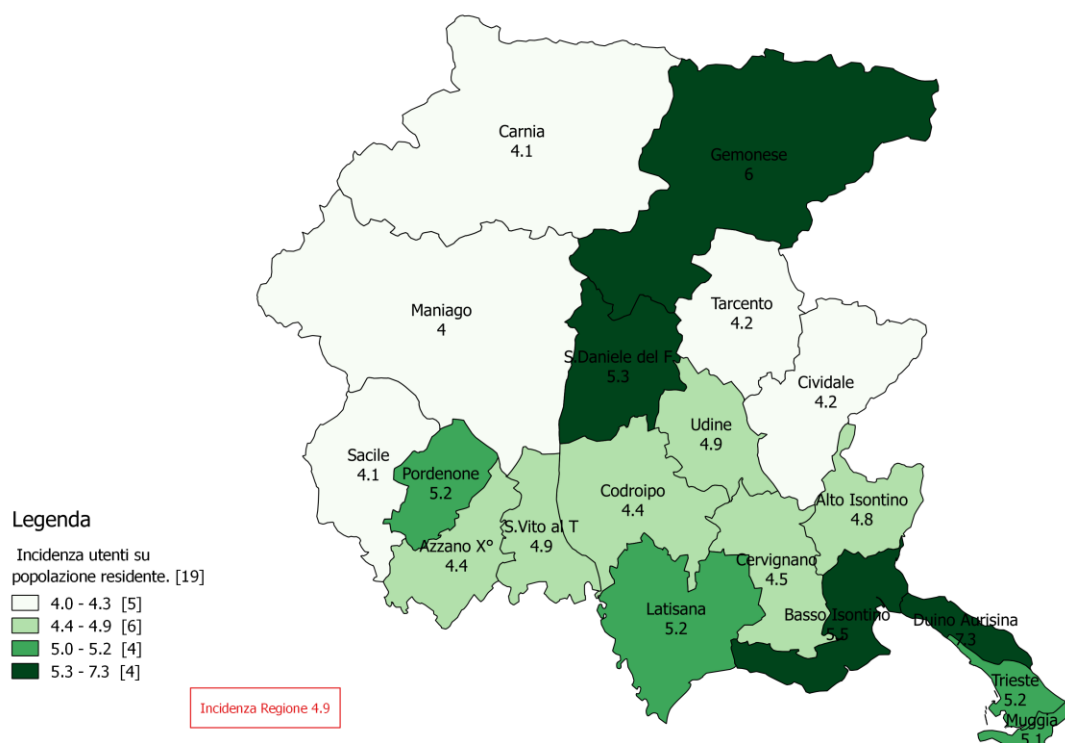 Carnia
4.1
Gemonese
6
Maniago
4
Tarcento
4.2
S.Daniele del F.
5.3
Cividale
4.2
Udine
4.9
Sacile
4.1
Pordenone
5.2
Codroipo
4.4
Alto Isontino
4.8
S.Vito al T
4.9
Azzano X°
4.4
Cervignano
4.5
Latisana
5.2
Basso Isontino
5.5
Duino Aurisina
7.3
Trieste
5.2
Muggia
5.1
Legenda
Incidenza utenti su
popolazione residente. [19]
4.0 - 4.3 [5]
4.4 - 4.9 [6]
5.0 - 5.2 [4]
5.3 - 7.3 [4]
Incidenza Regione 4.9